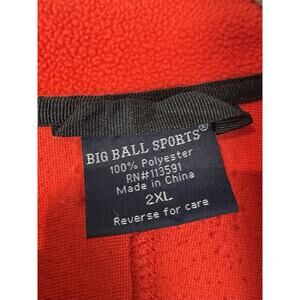 BIG BALL SPORTS®
100% Polyester
RN#113591
Made in China
2XL
Reverse for care